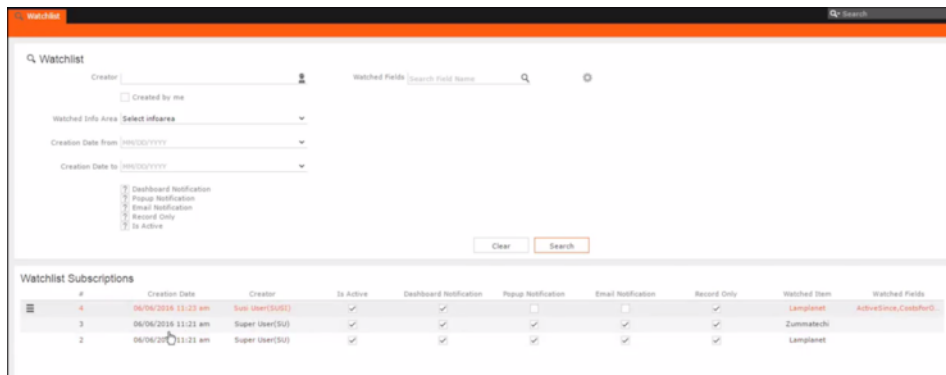 Watchlist
Search
Watchlist
Creator
Watched Fields Search Field Name
Created by me
Watched Info Area Select infoarea
Creation Date from MM/DD/YYYY
Creation Date to MM/DD/YYYY
? Dashboard Notification
? Popup Notification
? Email Notification
? Record Only
? Is Active
Clear Search
Watchlist Subscriptions
# Creation Date Creator Is Active Dashboard Notification Popup Notification Email Notification Record Only Watched Item Watched Fields
4 06/06/2016 11:23 am Lamplanet
3 06/06/2016 11:21 am Super User(SU) Zummatechi
2 11:21 am Super User(SU) Lamplanet